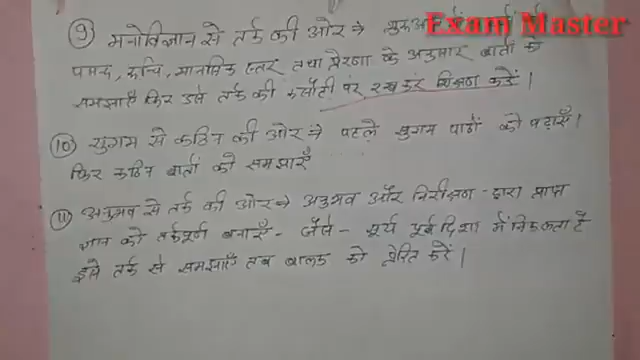 Exam Master
⑨ मनोविज्ञान से तर्क की ओर → शुरुआत में
पसन्द, रुचि, मानसिक स्तर तथा प्रेरणा के अनुसार बातों को
समझाएँ फिर उसे तर्क की कसौटी पर रखकर शिक्षण करें।
⑩ सुगम से कठिन की ओर → पहले सुगम पाठों को पढ़ाएँ।
फिर कठिन बातों को समझाएँ
⑪ अनुभव से तर्क की ओर → अनुभव और निरीक्षण - द्वारा प्राप्त
ज्ञान को तर्कपूर्ण बनाएँ - जैसे - सूर्य पूर्व दिशा में निकलता है
इसे तर्क से समझाएँ तब बालक को प्रेरित करें।